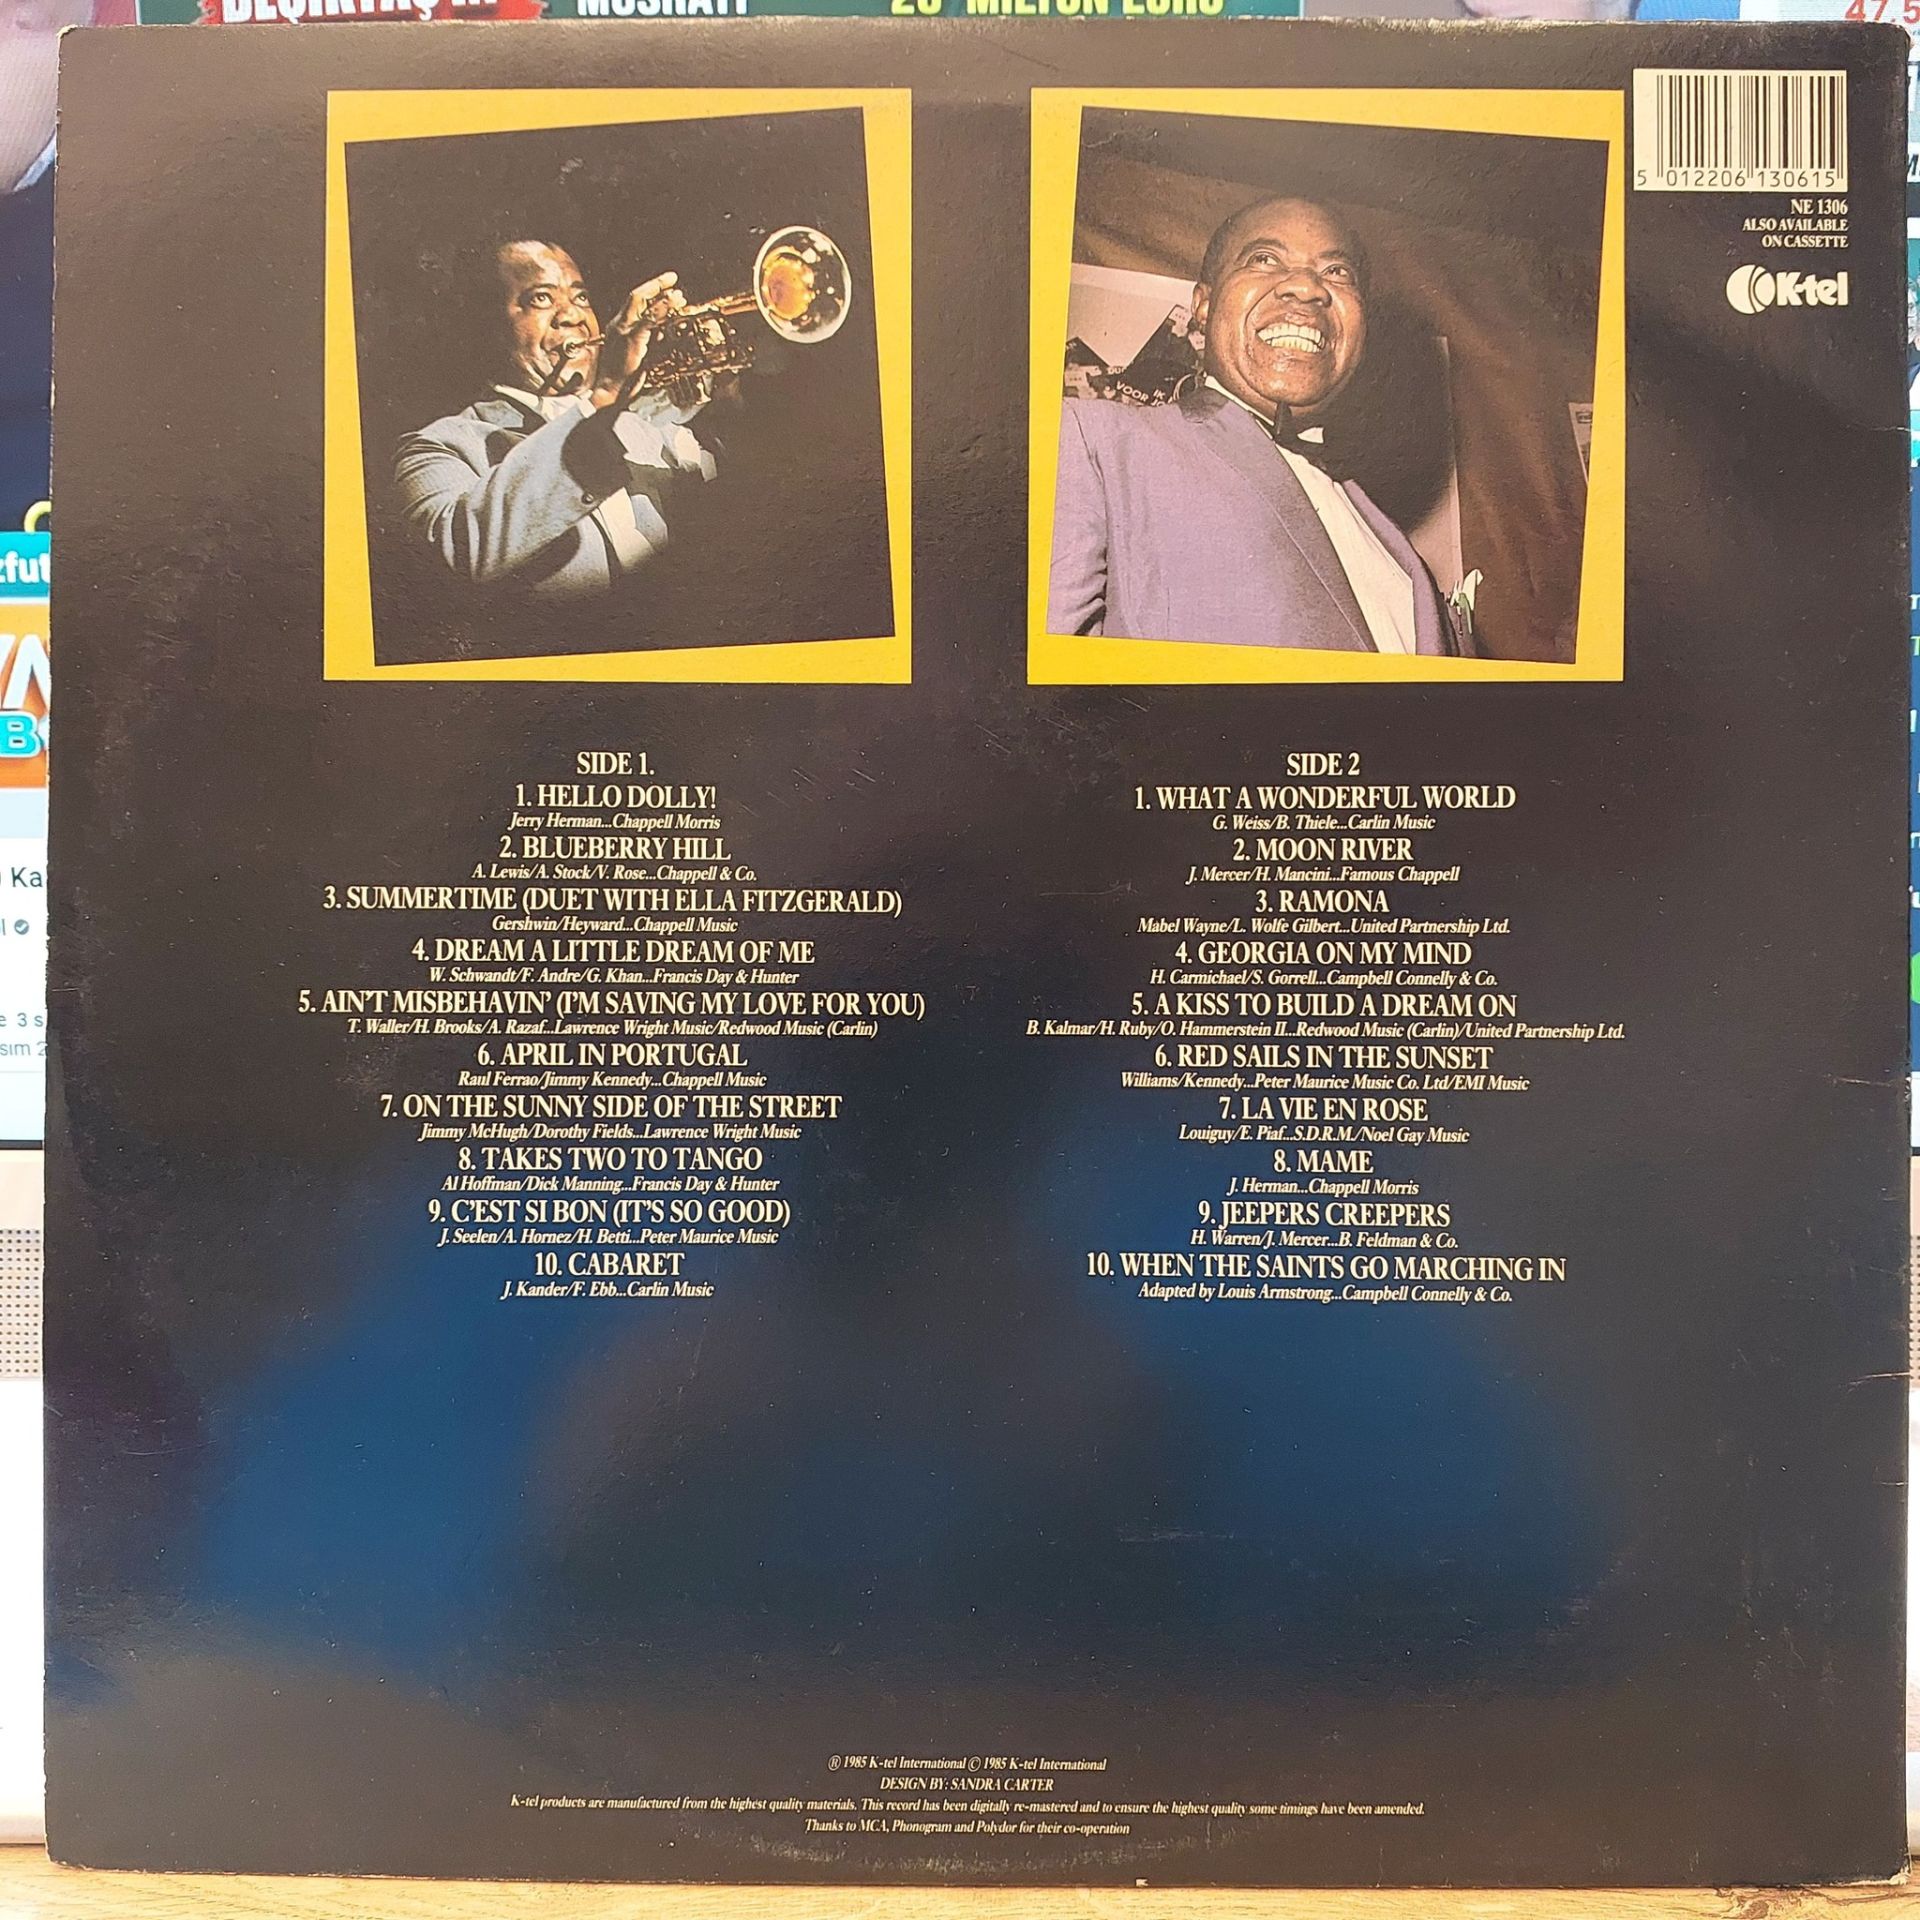 MUSRATI
20 MILYON EURO
47.5
5 012206 130615
NE 1306
ALSO AVAILABLE
ON CASSETTE
K-tel
SIDE 1.
1. HELLO DOLLY!
Jerry Herman...Chappell Morris
2. BLUEBERRY HILL
A. Lewis/A. Stock/V. Rose...Chappell & Co.
3. SUMMERTIME (DUET WITH ELLA FITZGERALD)
Gershwin/Heyward...Chappell Music
4. DREAM A LITTLE DREAM OF ME
W. Schwandt/F. Andre/G. Khan...Francis Day & Hunter
5. AIN'T MISBEHAVIN' (I'M SAVING MY LOVE FOR YOU)
T. Waller/H. Brooks/A. Razaf...Lawrence Wright Music/Redwood Music (Carlin)
6. APRIL IN PORTUGAL
Raul Ferrao/Jimmy Kennedy...Chappell Music
7. ON THE SUNNY SIDE OF THE STREET
Jimmy McHugh/Dorothy Fields...Lawrence Wright Music
8. TAKES TWO TO TANGO
Al Hoffman/Dick Manning...Francis Day & Hunter
9. C'EST SI BON (IT'S SO GOOD)
J. Seelen/A. Hornez/H. Betti...Peter Maurice Music
10. CABARET
J. Kander/F. Ebb...Carlin Music
SIDE 2
1. WHAT A WONDERFUL WORLD
G. Weiss/B. Thiele...Carlin Music
2. MOON RIVER
J. Mercer/H. Mancini...Famous Chappell
3. RAMONA
Mabel Wayne/L. Wolfe Gilbert...United Partnership Ltd.
4. GEORGIA ON MY MIND
H. Carmichael/S. Gorrell...Campbell Connelly & Co.
5. A KISS TO BUILD A DREAM ON
B. Kalmar/H. Ruby/O. Hammerstein II...Redwood Music (Carlin)/United Partnership Ltd.
6. RED SAILS IN THE SUNSET
Williams/Kennedy...Peter Maurice Music Co. Ltd/EMI Music
7. LA VIE EN ROSE
Louiguy/E. Piaf...S.D.R.M./Noel Gay Music
8. MAME
J. Herman...Chappell Morris
9. JEEPERS CREEPERS
H. Warren/J. Mercer...B. Feldman & Co.
10. WHEN THE SAINTS GO MARCHING IN
Adapted by Louis Armstrong...Campbell Connelly & Co.
℗ 1985 K-tel International © 1985 K-tel International
DESIGN BY: SANDRA CARTER
K-tel products are manufactured from the highest quality materials. This record has been digitally re-mastered and to ensure the highest quality some timings have been amended.
Thanks to MCA, Phonogram and Polydor for their co-operation